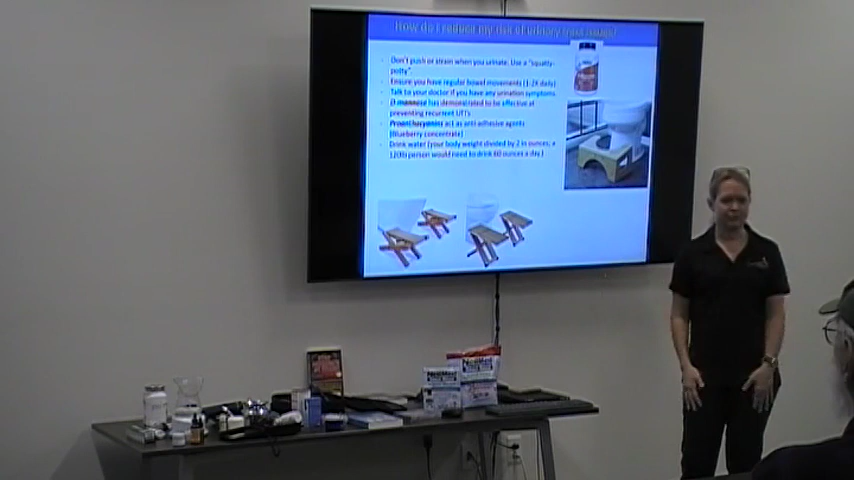 How do I reduce my risk of urinary tract issues?
- Don't push or strain when you urinate. Use a "squatty-
potty".
- Ensure you have regular bowel movements (1-2X daily)
- Talk to your doctor if you have any urination symptoms.
- D mannose has demonstrated to be effective at
preventing recurrent UTI's
- act as anti-adhesive agents
(Blueberry concentrate)
- Drink water (your body weight divided by 2 in ounces, a
120lb person would need to drink 60 ounces a day.)
NeilMed
NeilMed